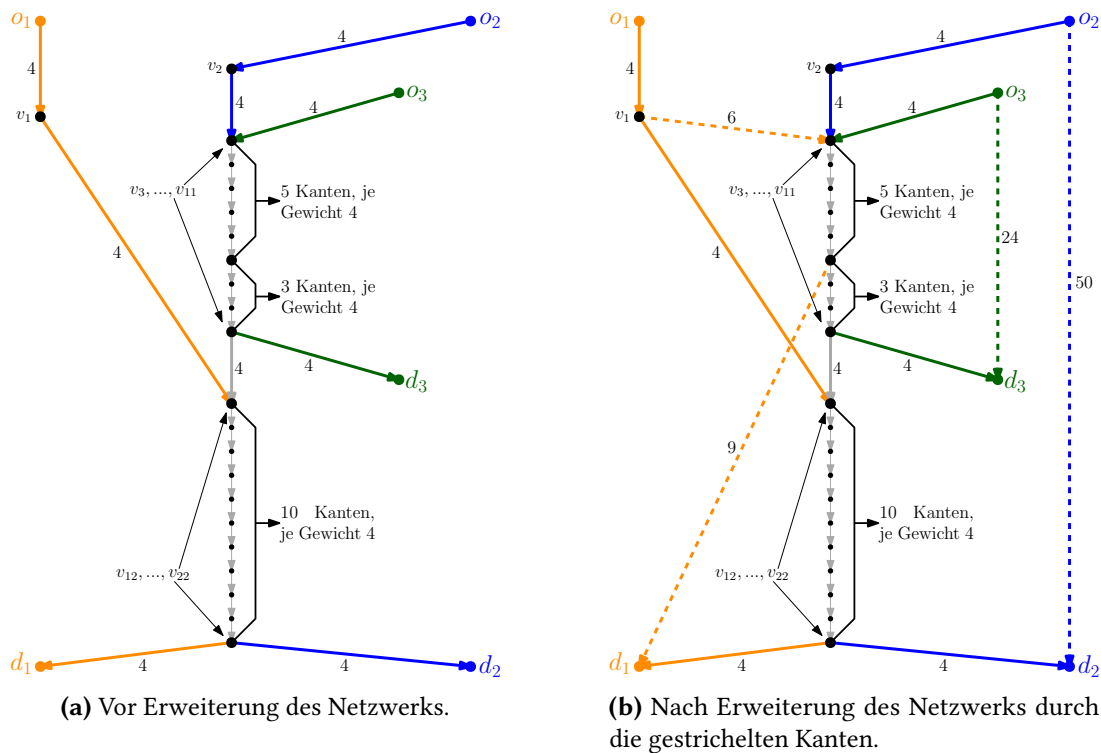 o₁
o₂
4
4
v₂
o₃
4
4
v₁
v₃, ..., v₁₁
5 Kanten, je
Gewicht 4
4
3 Kanten, je
Gewicht 4
4
4
d₃
10 Kanten,
je Gewicht 4
v₁₂, ..., v₂₂
d₁
4
4
d₂
(a) Vor Erweiterung des Netzwerks.
o₁
o₂
4
4
v₂
o₃
4
4
v₁
6
v₃, ..., v₁₁
5 Kanten, je
Gewicht 4
24
4
50
3 Kanten, je
Gewicht 4
4
4
d₃
9
10 Kanten,
je Gewicht 4
v₁₂, ..., v₂₂
d₁
4
4
d₂
(b) Nach Erweiterung des Netzwerks durch
die gestrichelten Kanten.